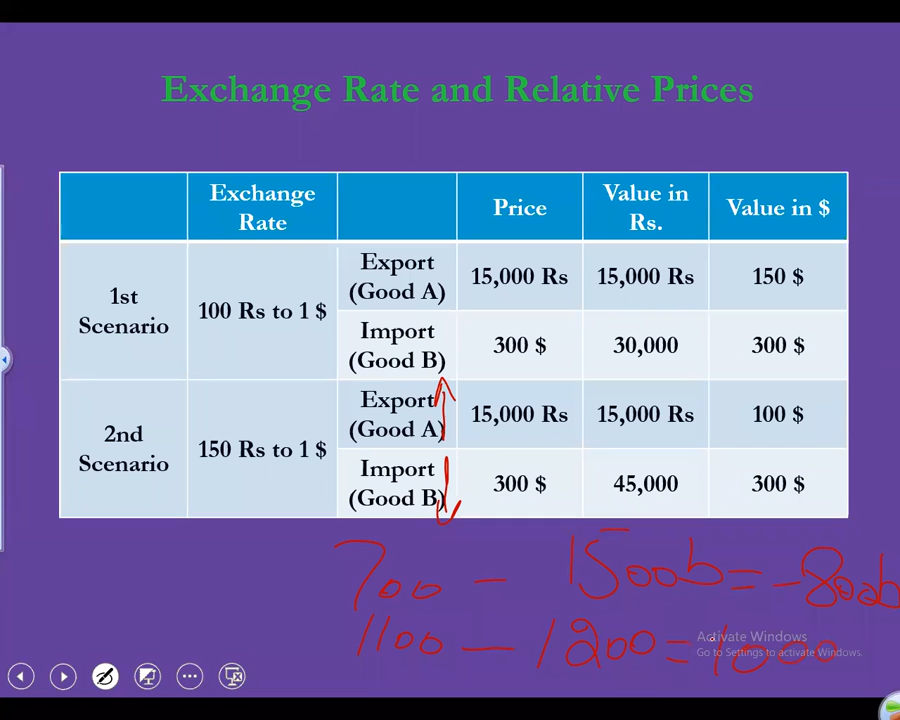 Exchange Rate and Relative Prices
Exchange Rate Price Value in Rs. Value in $
1st Scenario 100 Rs to 1 $ Export (Good A) 15,000 Rs 15,000 Rs 150 $
Import (Good B) 300 $ 30,000 300 $
2nd Scenario 150 Rs to 1 $ Export (Good A) 15,000 Rs 15,000 Rs 100 $
Import (Good B) 300 $ 45,000 300 $
700 - 1500b = -800b
1100 - 1200 = 1000
Activate Windows
Go to Settings to activate Windows.